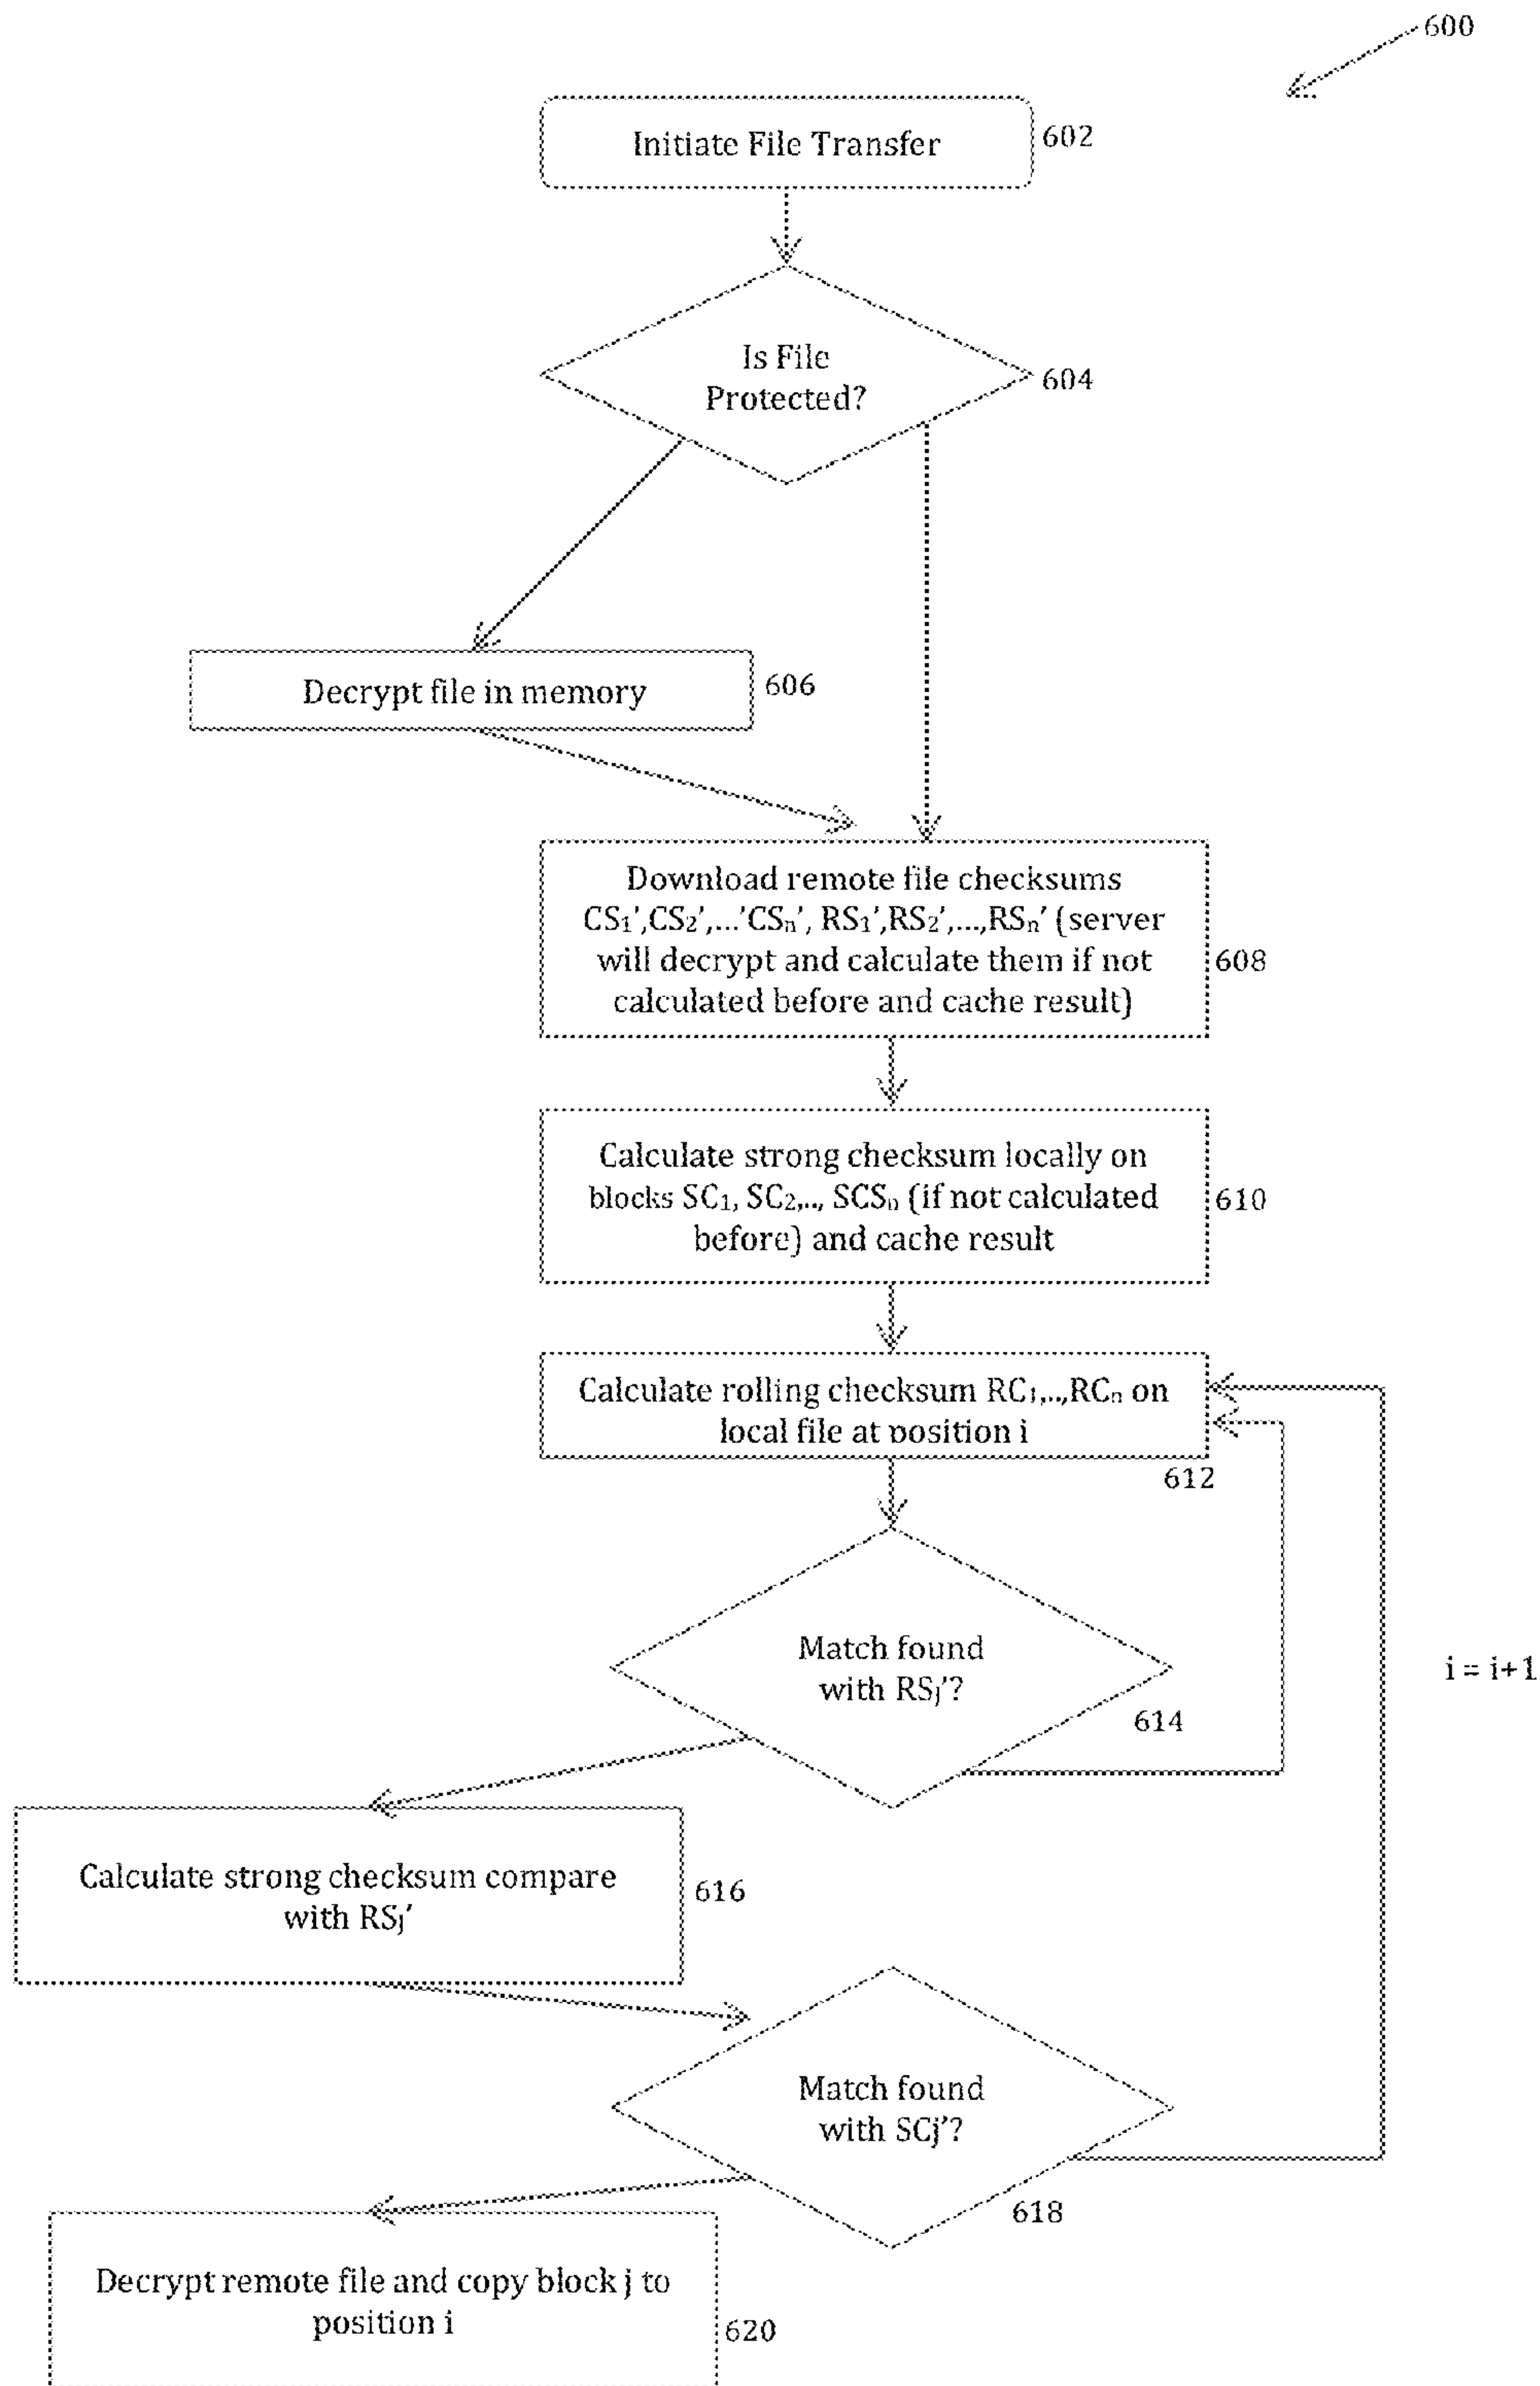 600
Initiate File Transfer
602
Is File
Protected?
604
Decrypt file in memory
606
Download remote file checksums
CS₁',CS₂',...'CSₙ', RS₁',RS₂',...,RSₙ' (server
will decrypt and calculate them if not
calculated before and cache result)
608
Calculate strong checksum locally on
blocks SC₁, SC₂,.., SCSₙ (if not calculated
before) and cache result
610
Calculate rolling checksum RC₁,..,RCₙ on
local file at position i
612
Match found
with RSⱼ'?
614
i = i+1
Calculate strong checksum compare
with RSⱼ'
616
Match found
with SCj'?
618
Decrypt remote file and copy block j to
position i
620